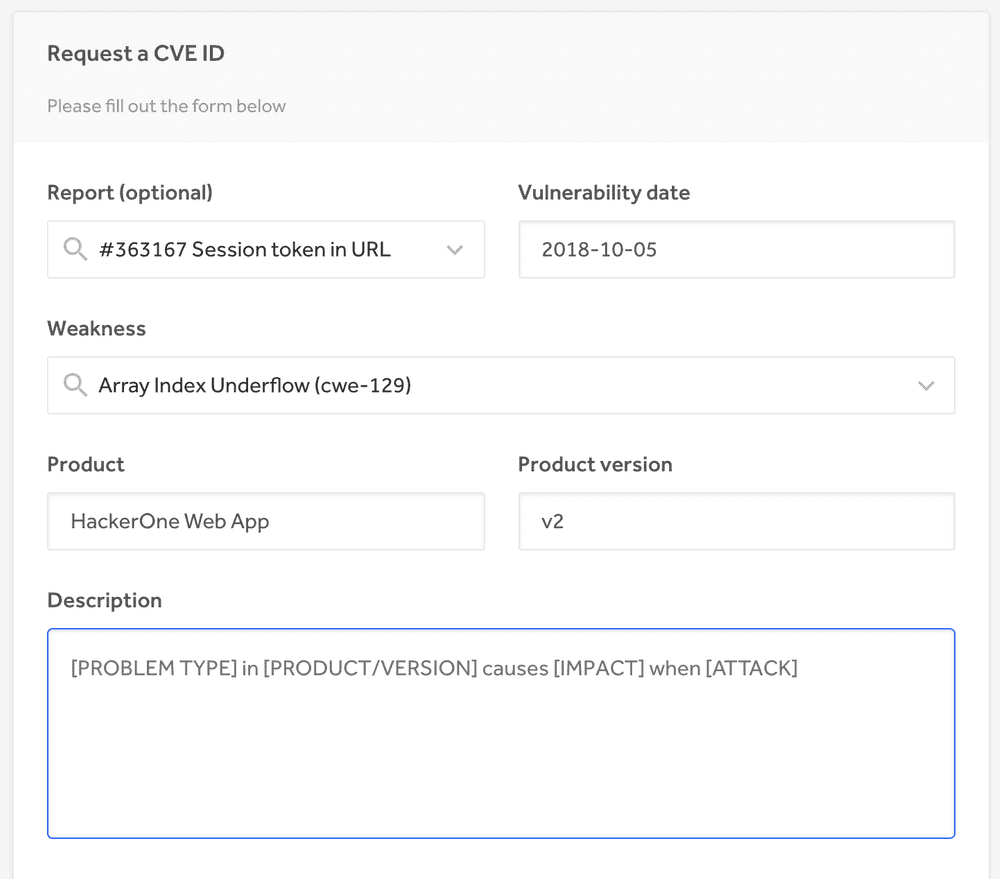 Request a CVE ID
Please fill out the form below
Report (optional)
Vulnerability date
#363167 Session token in URL
2018-10-05
Weakness
Array Index Underflow (cwe-129)
Product
Product version
HackerOne Web App
v2
Description
[PROBLEM TYPE] in [PRODUCT/VERSION] causes [IMPACT] when [ATTACK]